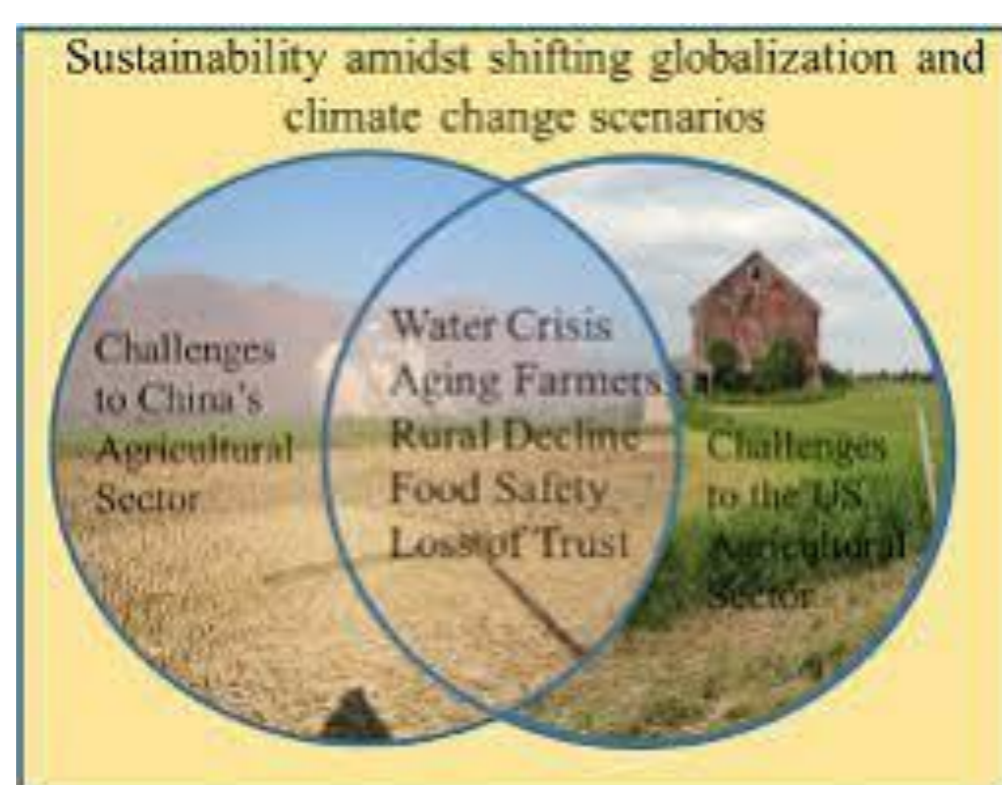 Sustainability amidst shifting globalization and
climate change scenarios
Challenges
to China's
Agricultural
Sector
Water Crisis
Aging Farmers
Rural Decline
Food Safety
Loss of Trust
Challenges
to the US
Agricultural
Sector